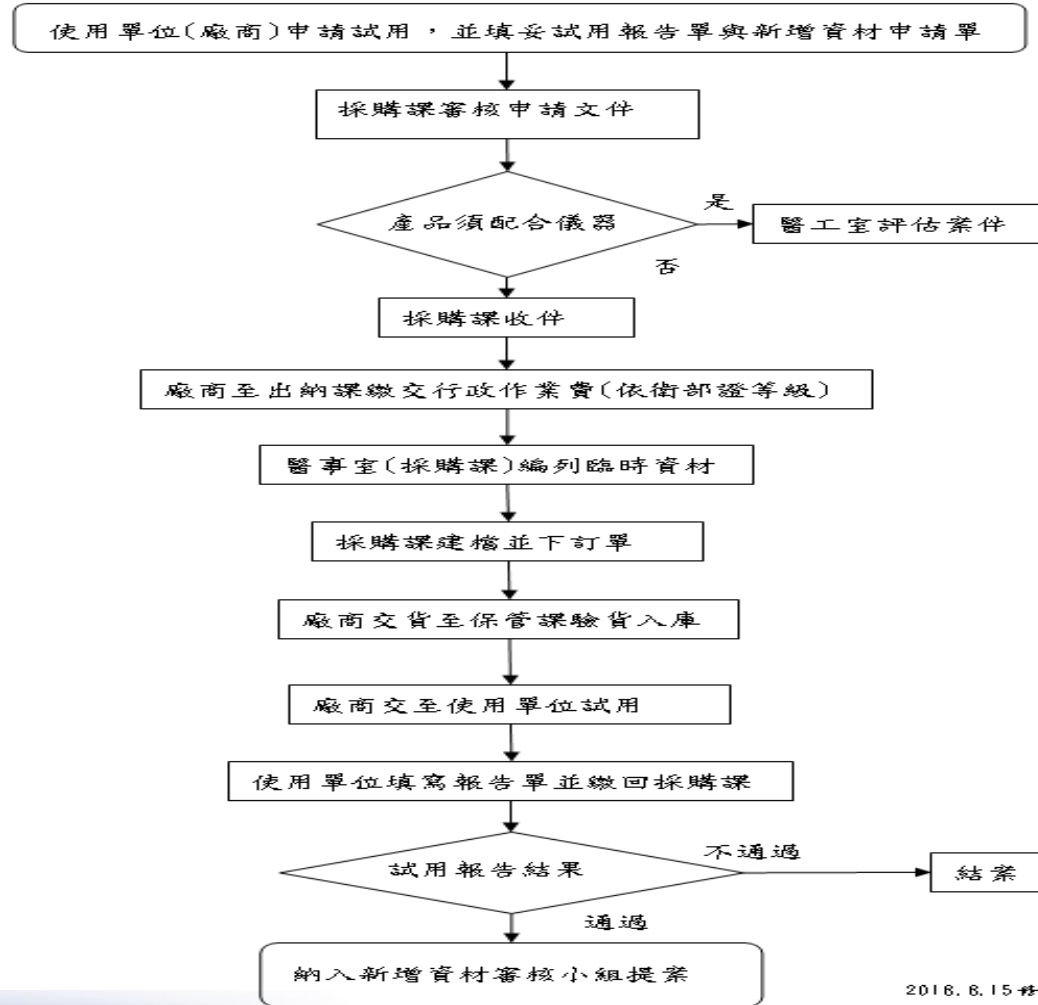 使用單位(廠商)申請試用，並填妥試用報告單與新增資材申請單
採購課審核申請文件
產品須配合儀器
是
醫工室評估案件
否
採購課收件
廠商至出納課繳交行政作業費(依衛部證等級)
醫事室(採購課)編列臨時資材
採購課建檔並下訂單
廠商交貨至保管課驗貨入庫
廠商交至使用單位試用
使用單位填寫報告單並繳回採購課
試用報告結果
不通過
結案
通過
納入新增資材審核小組提案